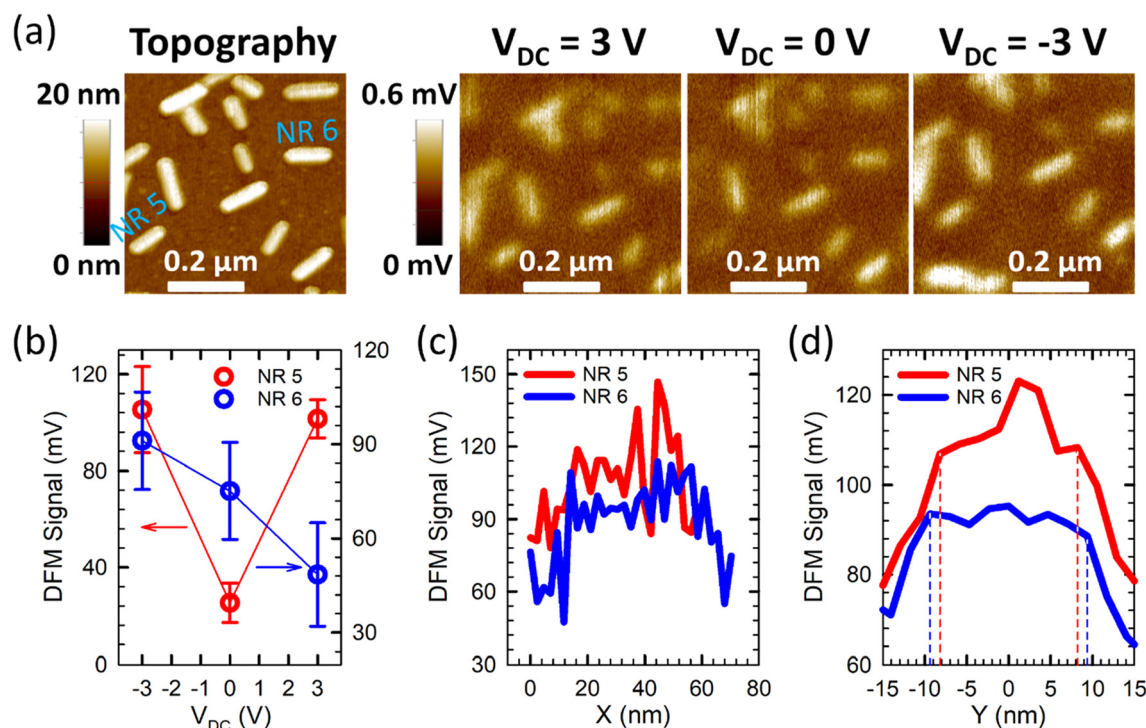 (a)
Topography
V_DC = 3 V
V_DC = 0 V
V_DC = -3 V
20 nm
0 nm
NR 6
NR 5
0.2 µm
0.6 mV
0 mV
0.2 µm
0.2 µm
0.2 µm
(b)
120
80
40
0
DFM Signal (mV)
120
90
60
30
NR 5
NR 6
-3 -2 -1 0 1 2 3
V_DC (V)
(c)
150
120
90
60
30
DFM Signal (mV)
NR 5
NR 6
0 20 40 60 80
X (nm)
(d)
120
100
80
60
DFM Signal (mV)
NR 5
NR 6
-15 -10 -5 0 5 10 15
Y (nm)